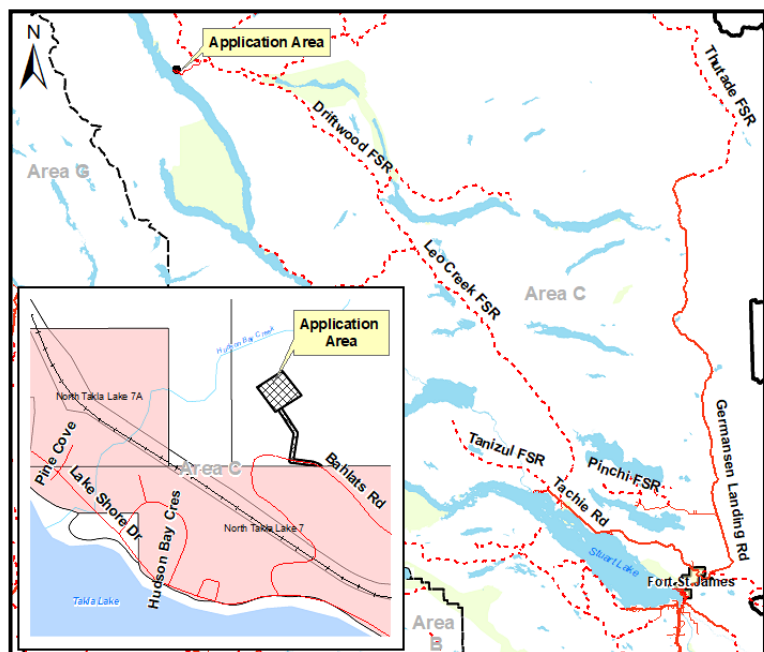 N
Application Area
Thutade FSR
Driftwood FSR
Area G
Leo Creek FSR
Area C
Application
Area
Hudson Bay Creek
North Takla Lake 7A
Area C
Pine Cove
Lake Shore Dr
Hudson Bay Cres
Bahlats Rd
North Takla Lake 7
Takla Lake
Tanizul FSR
Pinchi FSR
Tachie Rd
Germansen Landing Rd
Stuart Lake
Fort St. James
Area
B